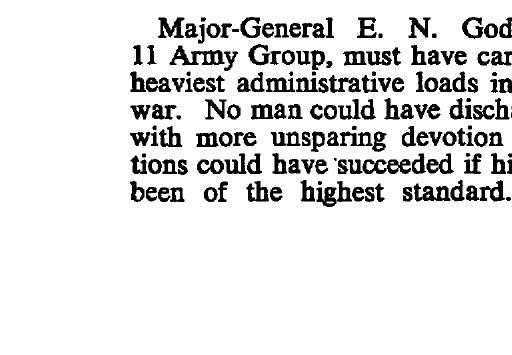 Major-General E. N. God
11 Army Group, must have car
heaviest administrative loads in
war. No man could have disch
with more unsparing devotion
tions could have succeeded if hi
been of the highest standard.